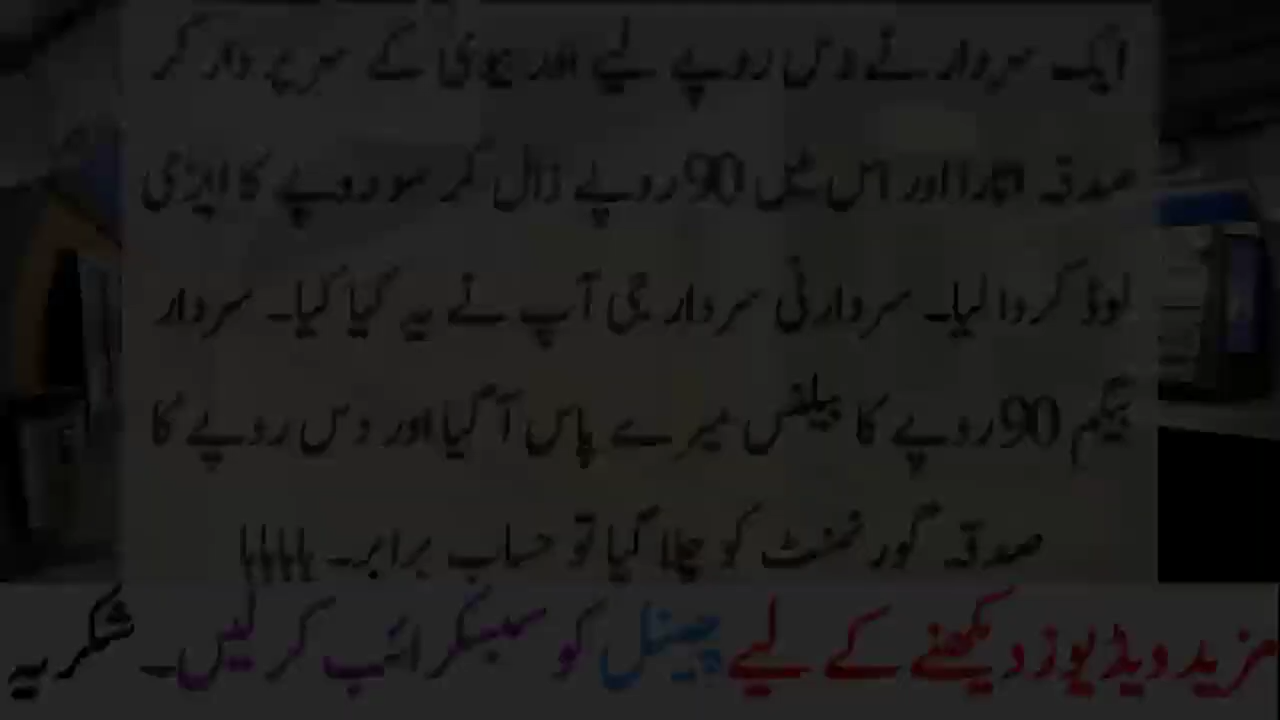 ایک سردار نے دس روپے لیے اور بیوی کے سر پر وار کر
صدقہ اتارا اور اس میں 90 روپے ڈال کر سو روپے کا ایزی
لوڈ کروا لیا۔ سردارنی سردار جی آپ نے یہ کیا کیا۔ سردار
بیگم 90 روپے کا بیلنس میرے پاس آ گیا اور دس روپے کا
صدقہ گورنمنٹ کو چلا گیا تو حساب برابر۔ ہاہاہاہا
مزید ویڈیوز دیکھنے کے لیے چینل کو سبسکرائب کر لیں۔ شکریہ